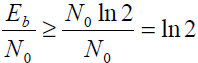 E_b / N_0 ≥ N_0 ln 2 / N_0 = ln 2